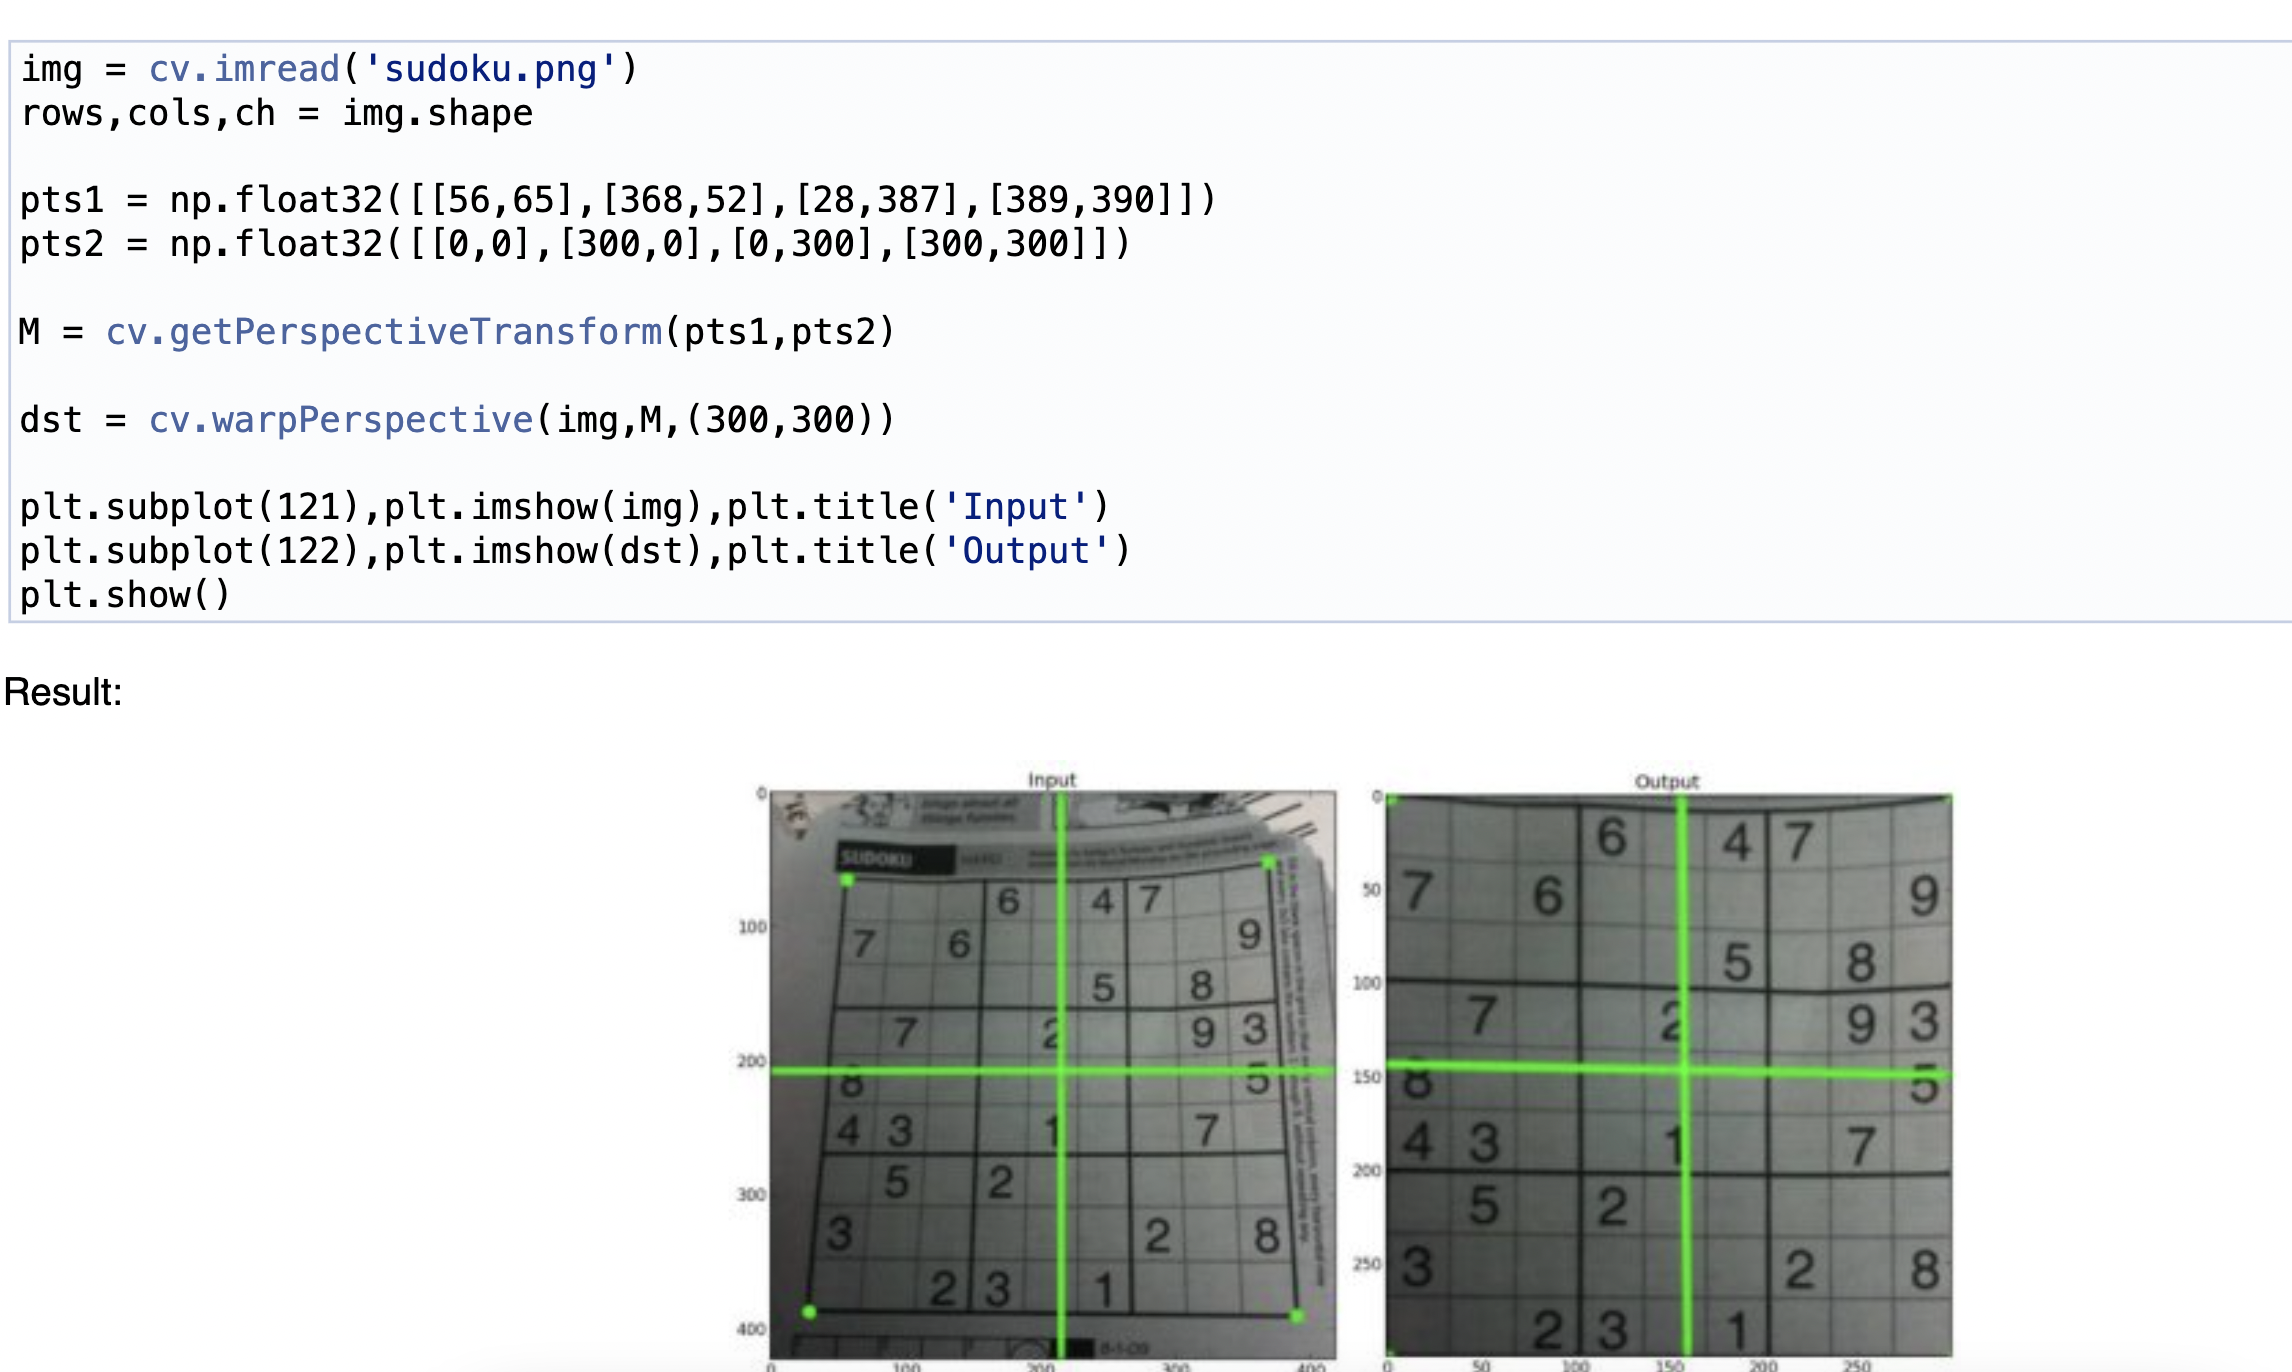 img = cv.imread('sudoku.png')
rows,cols,ch = img.shape
pts1 = np.float32([[56,65],[368,52],[28,387],[389,390]])
pts2 = np.float32([[0,0],[300,0],[0,300],[300,300]])
M = cv.getPerspectiveTransform(pts1,pts2)
dst = cv.warpPerspective(img,M,(300,300))
plt.subplot(121),plt.imshow(img),plt.title('Input')
plt.subplot(122),plt.imshow(dst),plt.title('Output')
plt.show()
Result:
Input
0
100
200
300
400
SUDOKU
6 4 7
7 6 9
5 8
7 2 9 3
8 5
4 3 1 7
5 2
3 2 8
2 3 1
0 100 200 300 400
Output
0
50
100
150
200
250
6 4 7
7 6 9
5 8
7 2 9 3
8 5
4 3 1 7
5 2
3 2 8
2 3 1
0 50 100 150 200 250